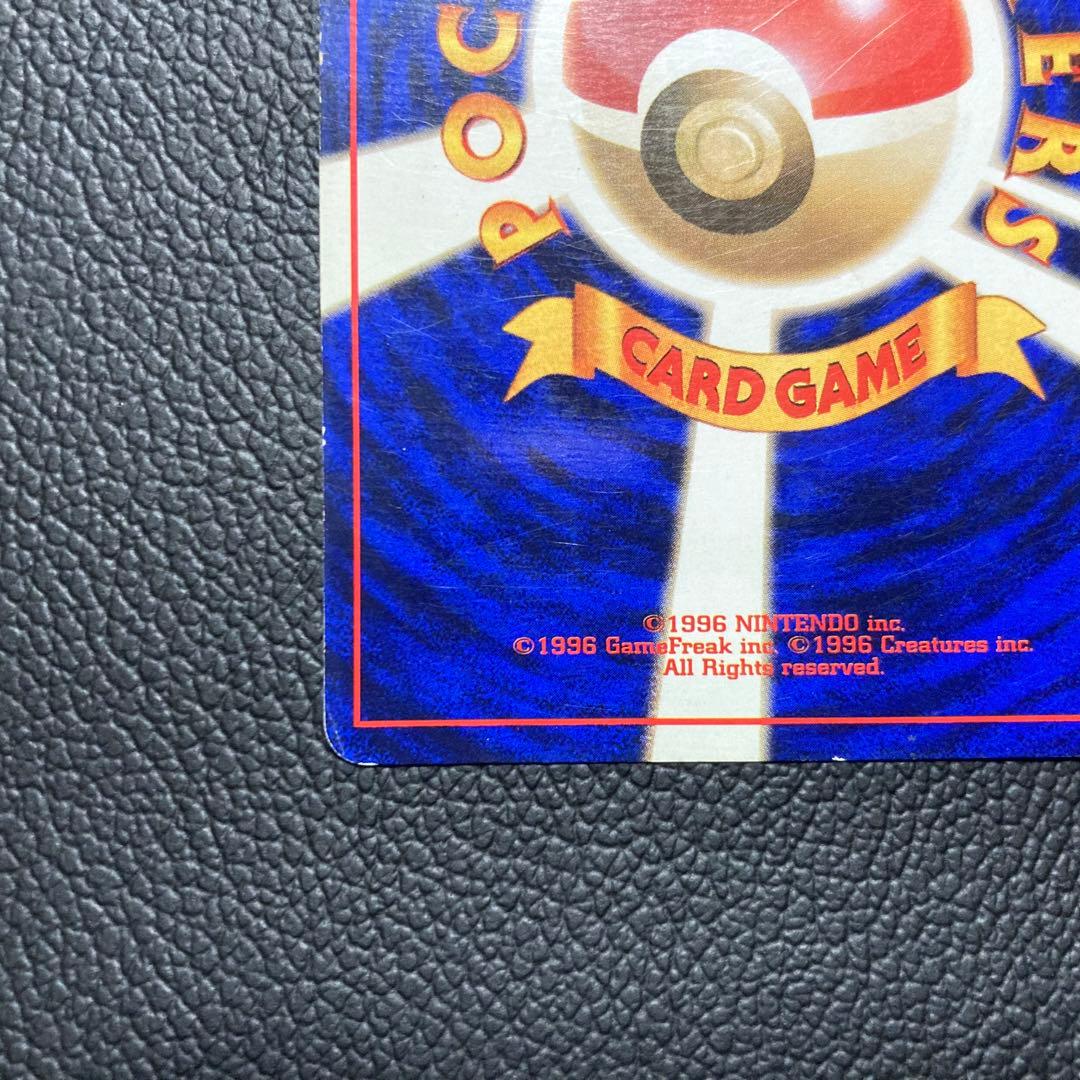 POC
ERS
CARD GAME
©1996 NINTENDO inc.
©1996 GameFreak inc. ©1996 Creatures inc.
All Rights reserved.